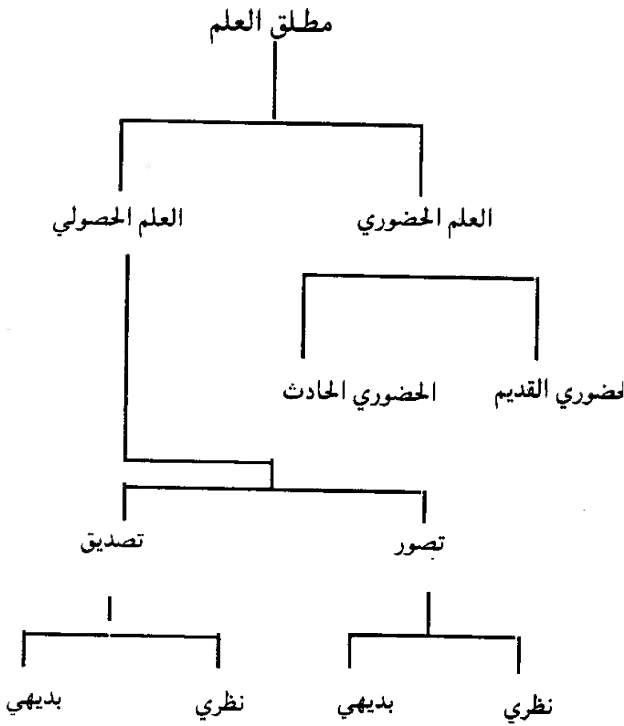 مطلق العلم
العلم الحضوري العلم الحصولي
لحضوري القديم الحضوري الحادث
تصور تصديق
نظري بديهي نظري بديهي